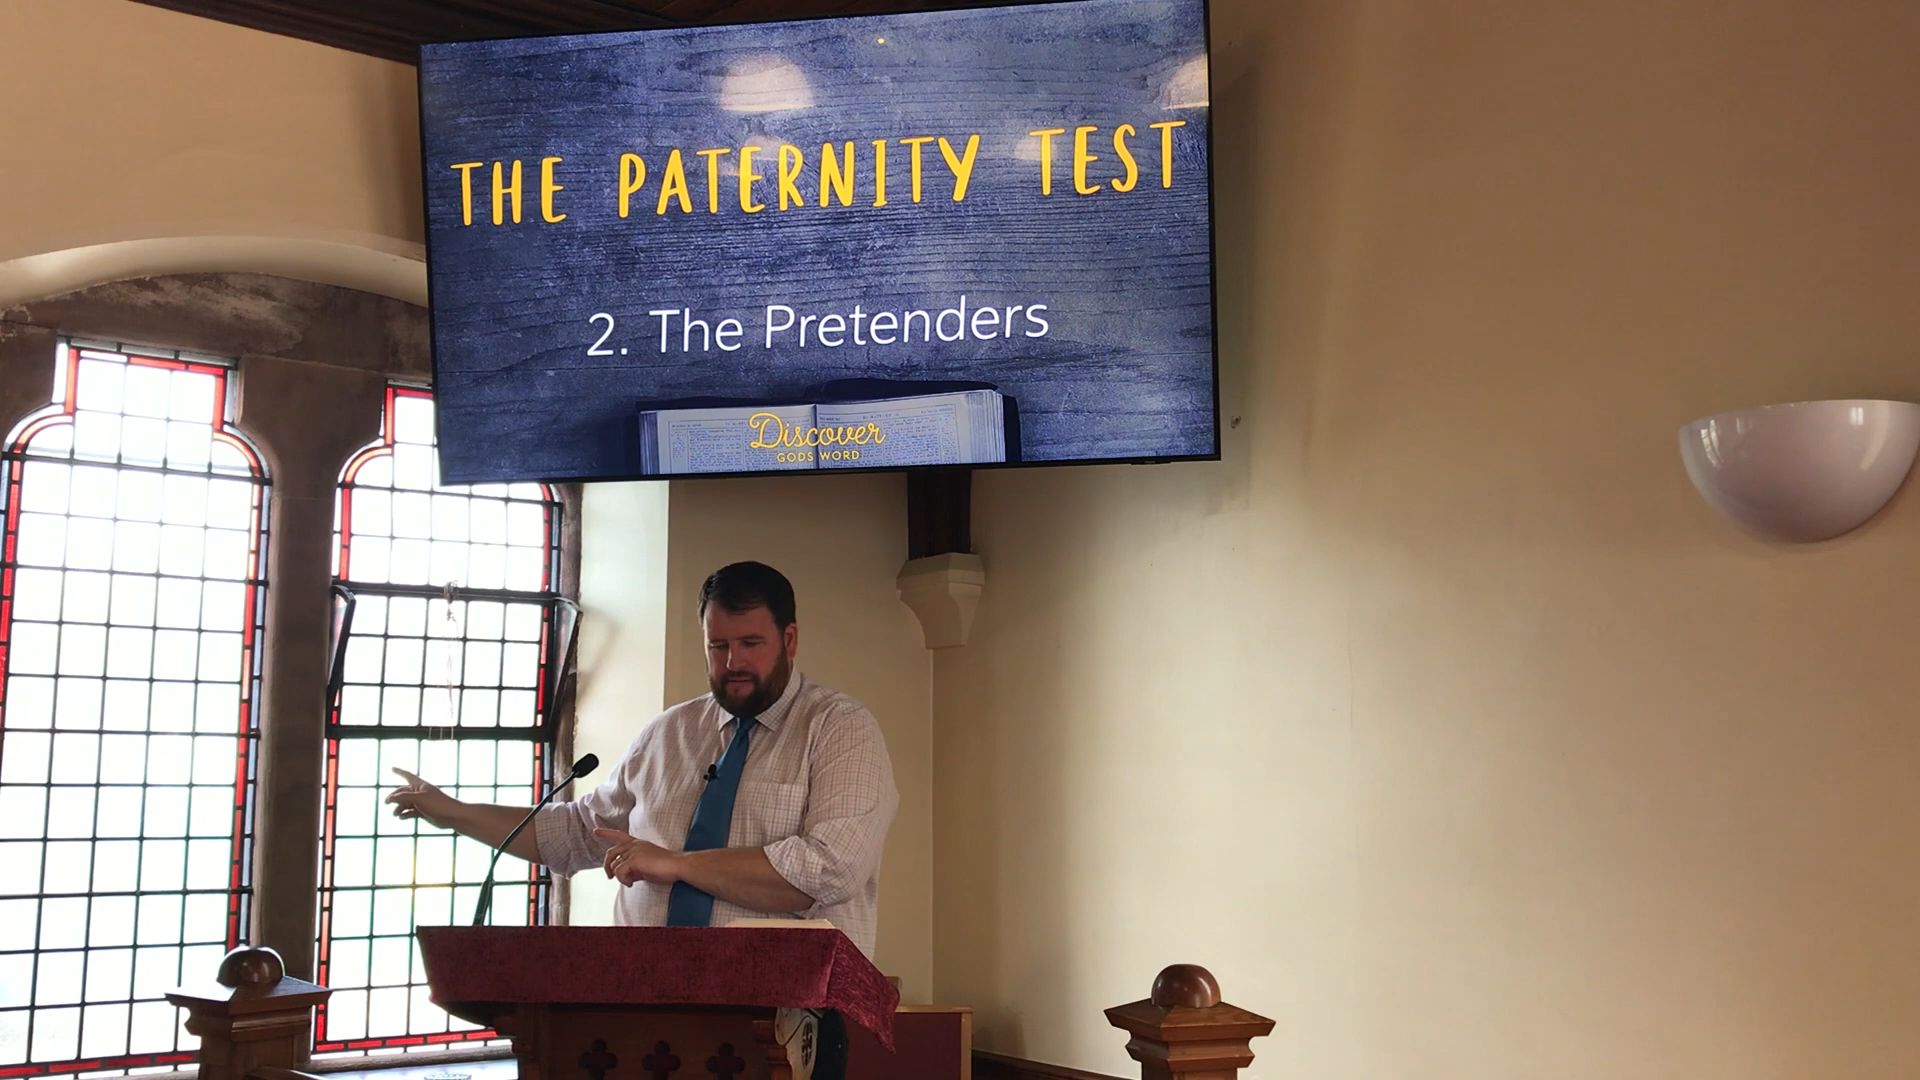 THE PATERNITY TEST
2. The Pretenders
Discover
GODS WORD